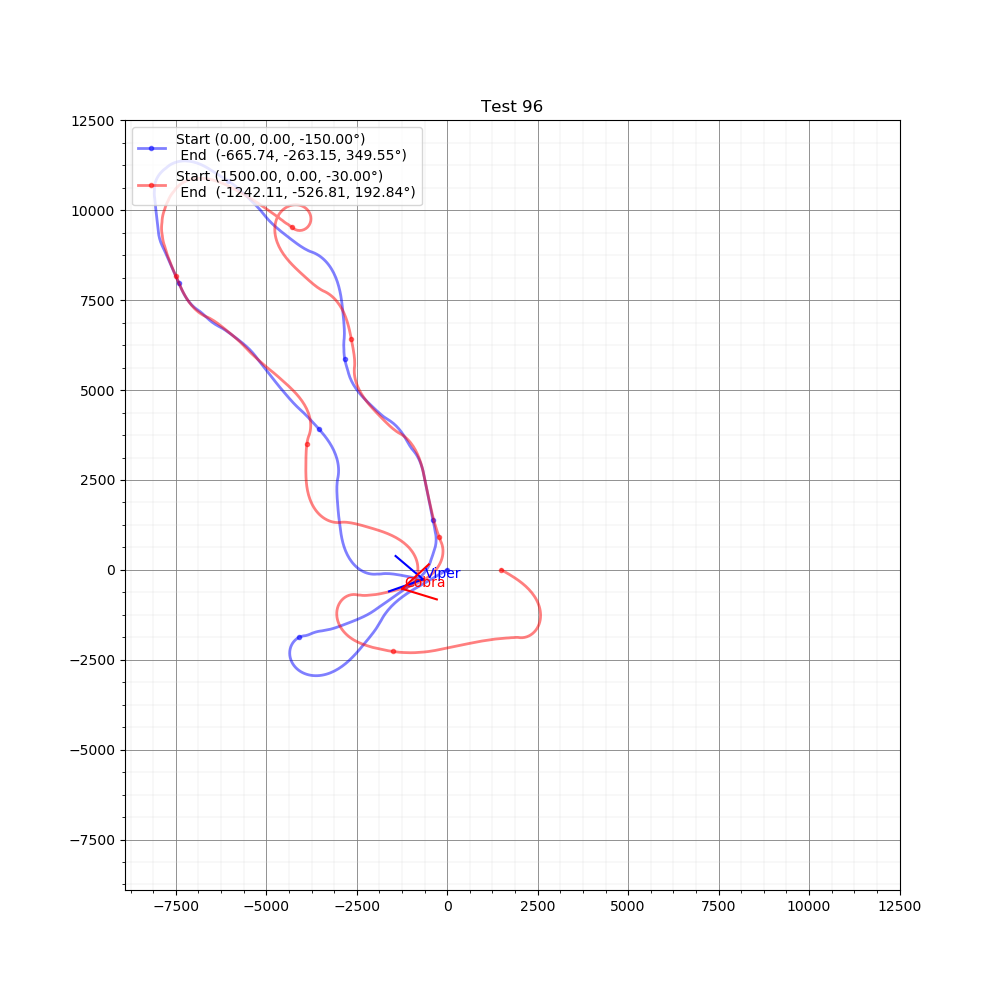 Test 96
12500
10000
7500
5000
2500
0
−2500
−5000
−7500
Start (0.00, 0.00, -150.00°)
End (-665.74, -263.15, 349.55°)
Start (1500.00, 0.00, -30.00°)
End (-1242.11, -526.81, 192.84°)
Viper
Cobra
−7500 −5000 −2500 0 2500 5000 7500 10000 12500